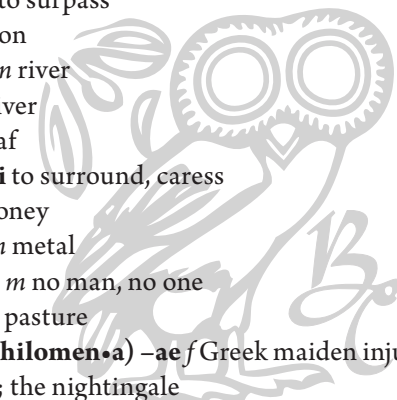 to surpass
on
n river
iver
af
i to surround, caress
oney
n metal
m no man, no one
pasture
hilomen•a) –ae f Greek maiden inju
; the nightingale